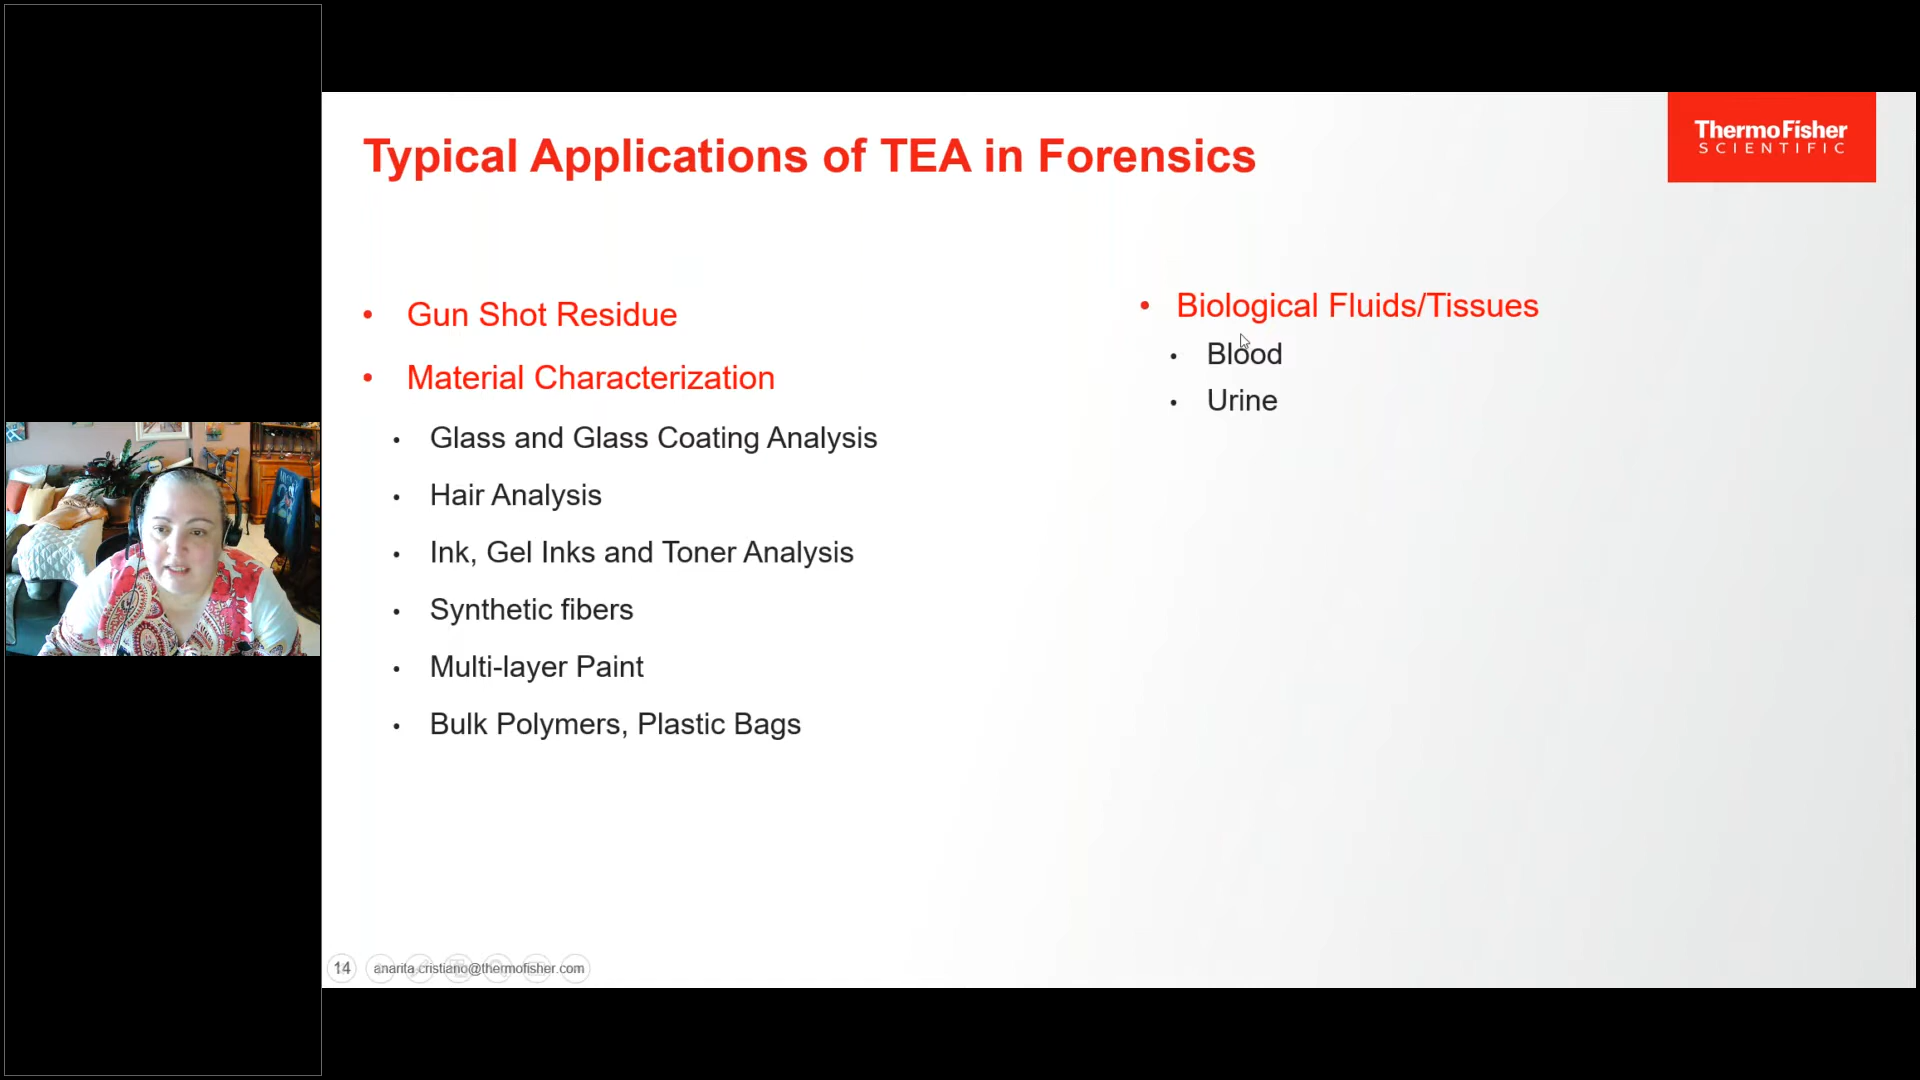 ThermoFisher
SCIENTIFIC
Typical Applications of TEA in Forensics
• Gun Shot Residue
• Material Characterization
• Glass and Glass Coating Analysis
• Hair Analysis
• Ink, Gel Inks and Toner Analysis
• Synthetic fibers
• Multi-layer Paint
• Bulk Polymers, Plastic Bags
• Biological Fluids/Tissues
• Blood
• Urine
14 anarita.cristiano@thermofisher.com